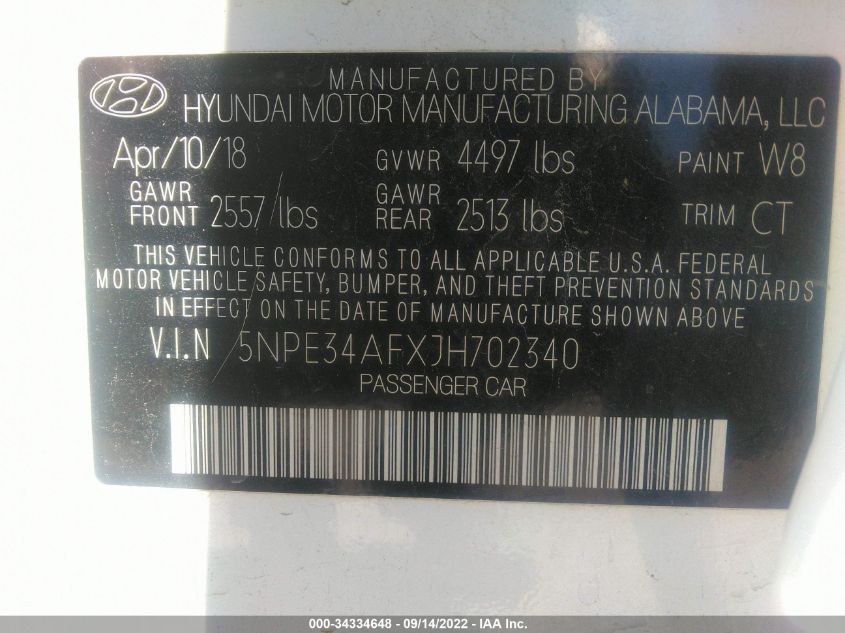 MANUFACTURED BY
HYUNDAI MOTOR MANUFACTURING ALABAMA, LLC
Apr/10/18 GVWR 4497 lbs PAINT W8
GAWR FRONT 2557 lbs GAWR REAR 2513 lbs TRIM CT
THIS VEHICLE CONFORMS TO ALL APPLICABLE U.S.A. FEDERAL
MOTOR VEHICLE SAFETY, BUMPER, AND THEFT PREVENTION STANDARDS
IN EFFECT ON THE DATE OF MANUFACTURE SHOWN ABOVE
V.I.N 5NPE34AFXJH702340
PASSENGER CAR
000-34334648 - 09/14/2022 - IAA Inc.